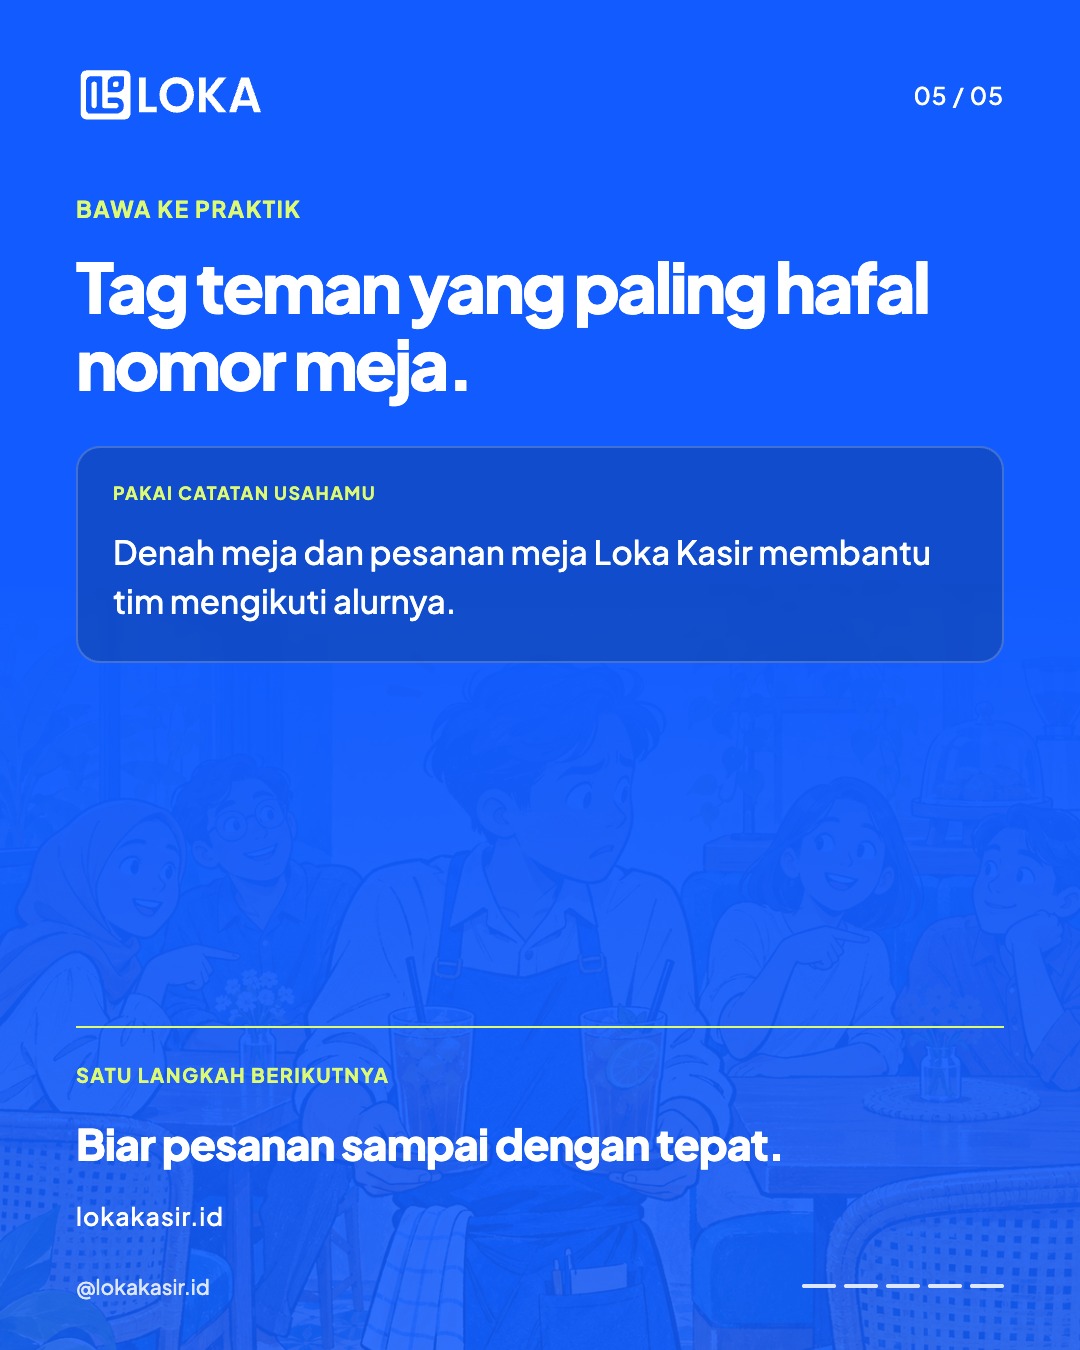 LOKA
05 / 05
BAWA KE PRAKTIK
Tag teman yang paling hafal
nomor meja.
PAKAI CATATAN USAHAMU
Denah meja dan pesanan meja Loka Kasir membantu
tim mengikuti alurnya.
SATU LANGKAH BERIKUTNYA
Biar pesanan sampai dengan tepat.
lokakasir.id
@lokakasir.id